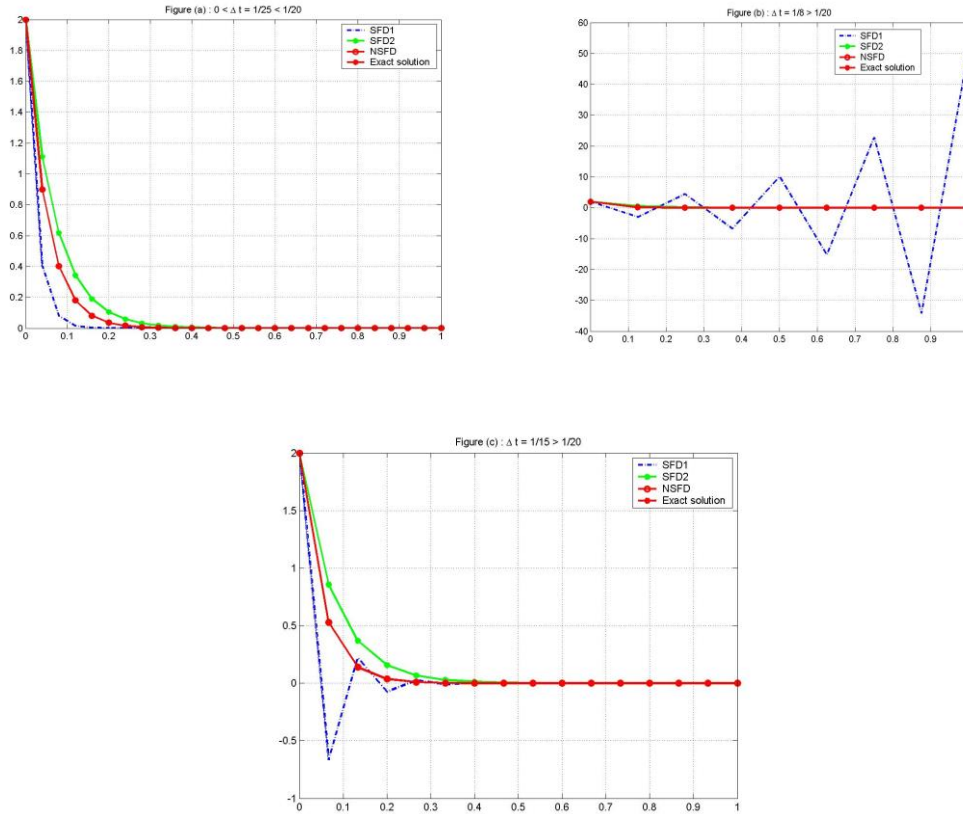 Figure (a) : 0 < Δ t = 1/25 < 1/20
SFD1
SFD2
NSFD
Exact solution
2
1.8
1.6
1.4
1.2
1
0.8
0.6
0.4
0.2
0
0 0.1 0.2 0.3 0.4 0.5 0.6 0.7 0.8 0.9 1
Figure (b) : Δ t = 1/8 > 1/20
SFD1
SFD2
NSFD
Exact solution
60
50
40
30
20
10
0
-10
-20
-30
-40
0 0.1 0.2 0.3 0.4 0.5 0.6 0.7 0.8 0.9
Figure (c) : Δ t = 1/15 > 1/20
SFD1
SFD2
NSFD
Exact solution
2
1.5
1
0.5
0
-0.5
-1
0 0.1 0.2 0.3 0.4 0.5 0.6 0.7 0.8 0.9 1